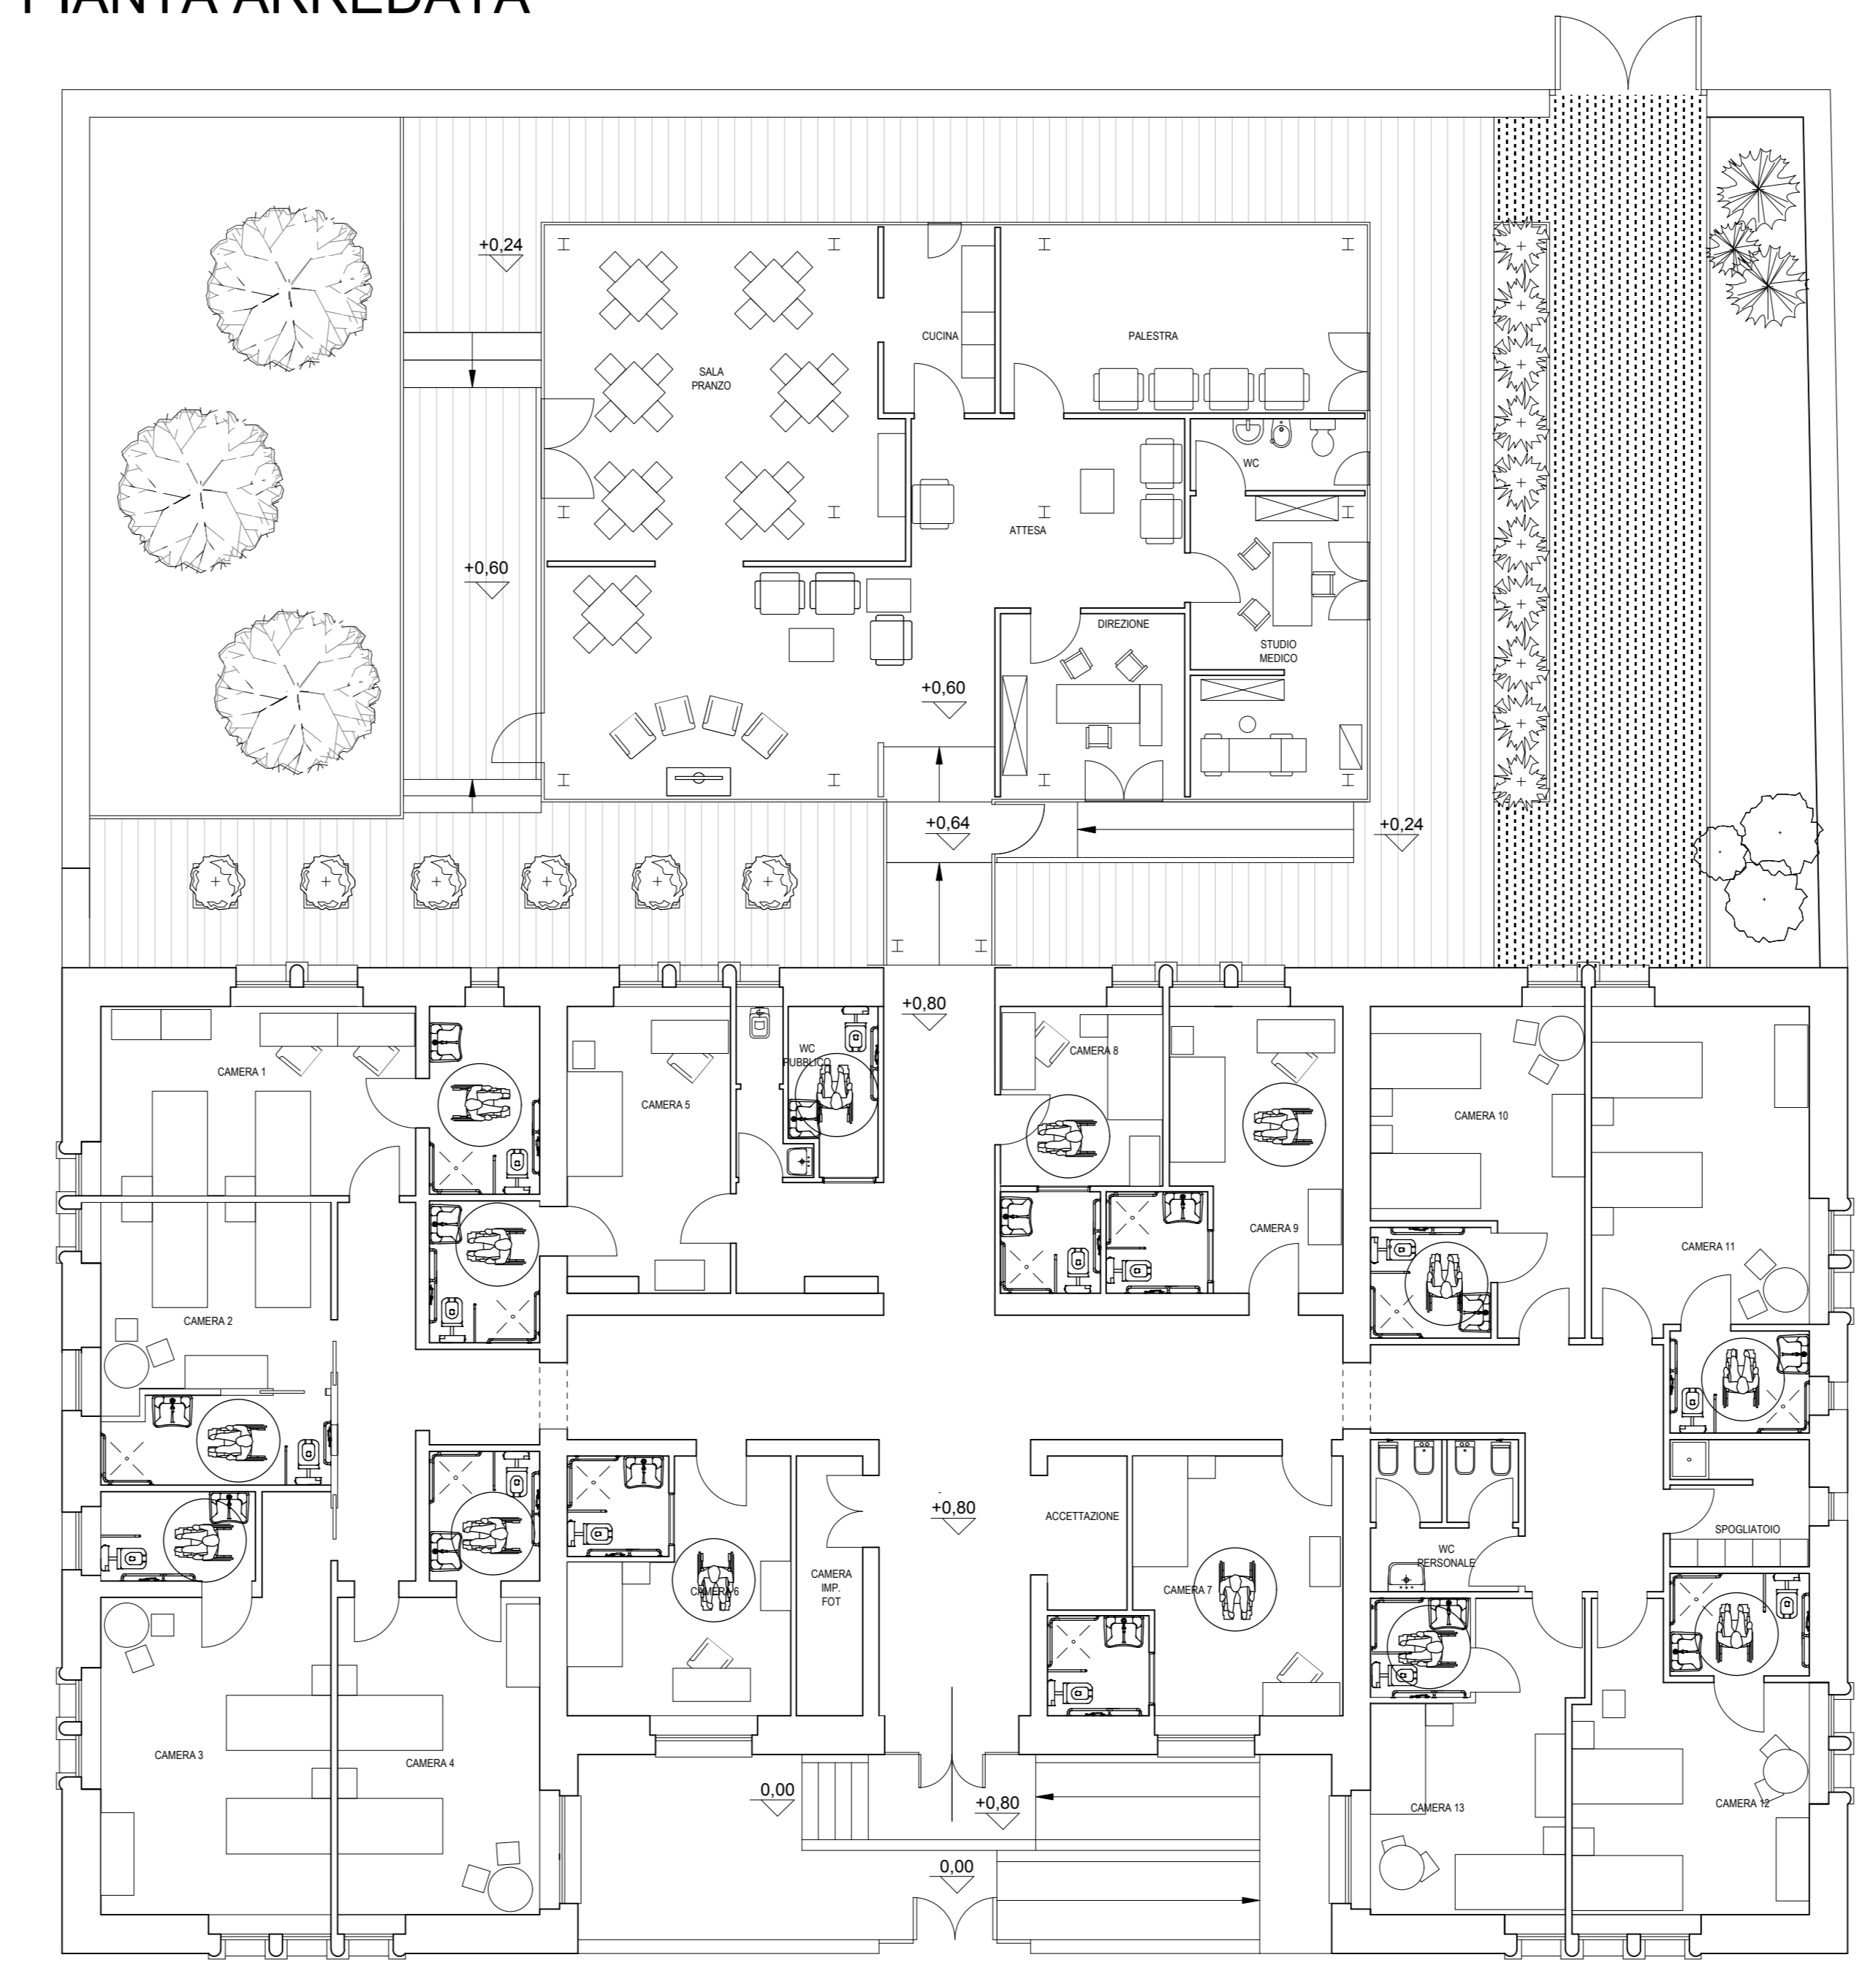 PIANTA ARREDATA
+0,24
CUCINA
PALESTRA
SALA
PRANZO
WC
ATTESA
+0,60
DIREZIONE
STUDIO
MEDICO
+0,60
+0,64
+0,24
+0,80
WC
PUBBLICO
CAMERA 8
CAMERA 1
CAMERA 5
CAMERA 10
CAMERA 9
CAMERA 11
CAMERA 2
+0,80
ACCETTAZIONE
SPOGLIATOIO
WC
PERSONALE
CAMERA
IMP.
FOT
CAMERA 6
CAMERA 7
CAMERA 3
CAMERA 4
0,00
+0,80
CAMERA 13
CAMERA 12
0,00